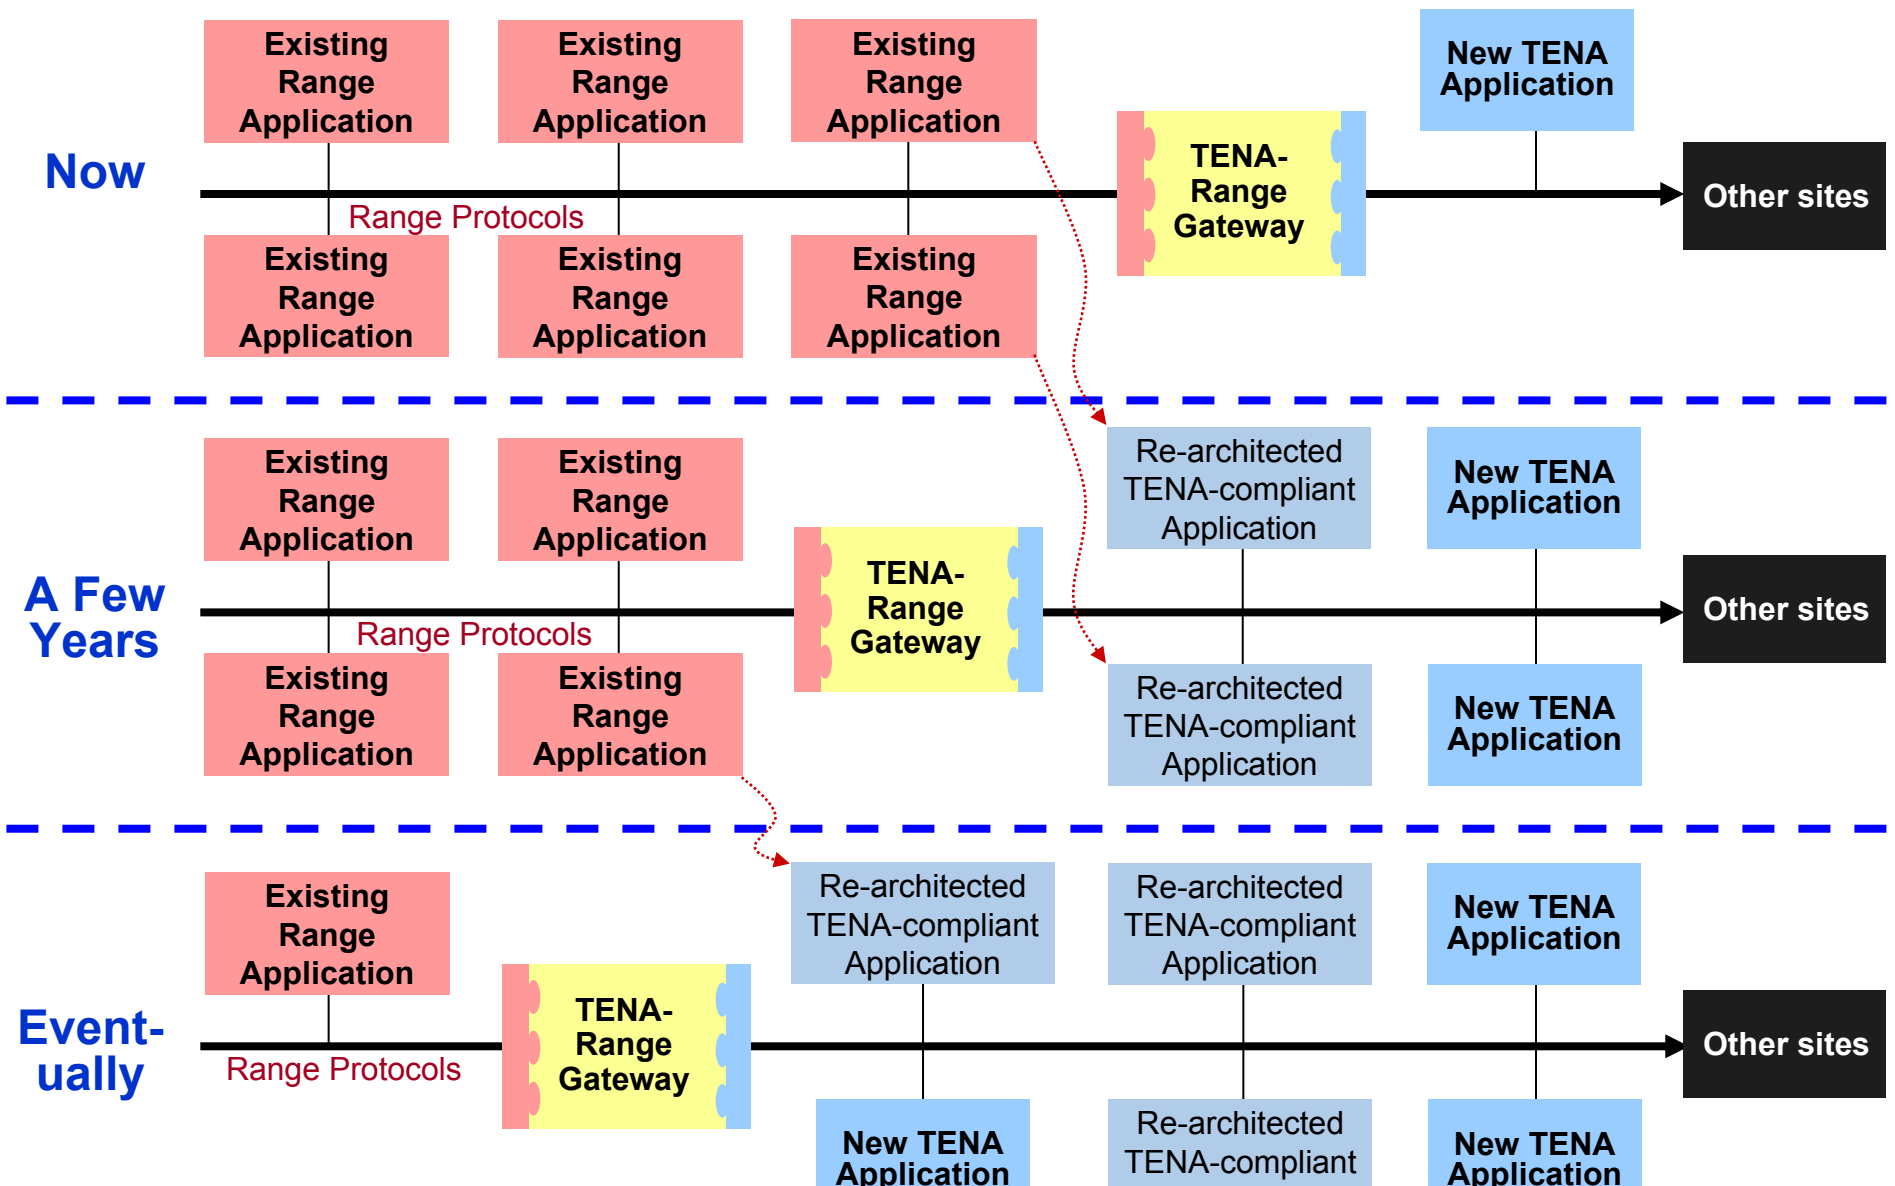 Existing
Range
Application
Existing
Range
Application
Existing
Range
Application
New TENA
Application
Now
TENA-
Range
Gateway
Other sites
Range Protocols
Existing
Range
Application
Existing
Range
Application
Existing
Range
Application
Existing
Range
Application
Existing
Range
Application
Re-architected
TENA-compliant
Application
New TENA
Application
A Few
Years
TENA-
Range
Gateway
Other sites
Range Protocols
Existing
Range
Application
Existing
Range
Application
Re-architected
TENA-compliant
Application
New TENA
Application
Existing
Range
Application
Re-architected
TENA-compliant
Application
Re-architected
TENA-compliant
Application
New TENA
Application
Event-
ually
TENA-
Range
Gateway
Other sites
Range Protocols
New TENA
Application
Re-architected
TENA-compliant
New TENA
Application